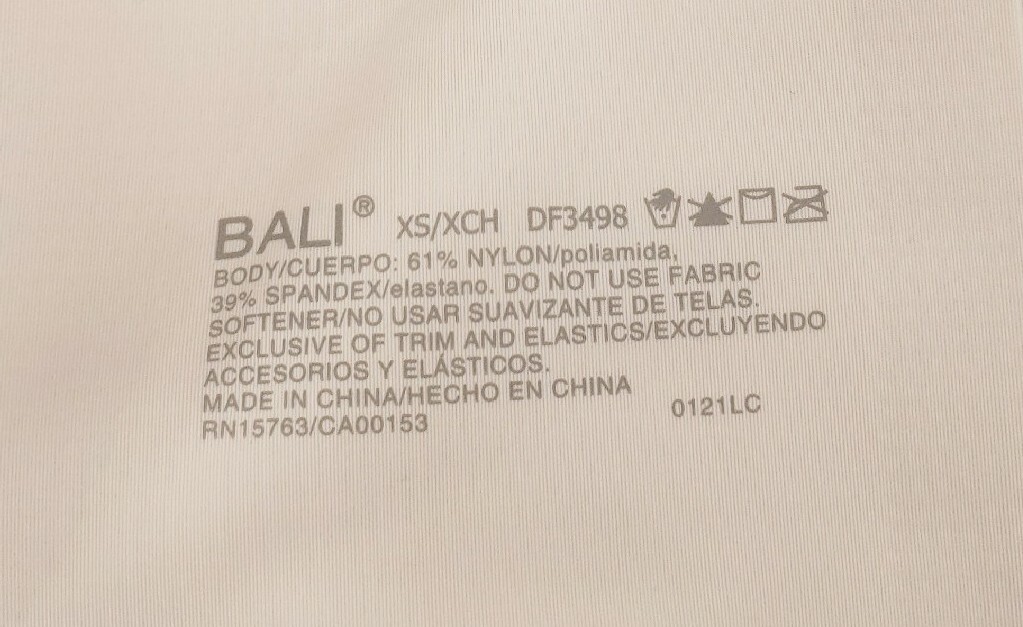 BALI® XS/XCH DF3498
BODY/CUERPO: 61% NYLON/poliamida,
39% SPANDEX/elastano. DO NOT USE FABRIC
SOFTENER/NO USAR SUAVIZANTE DE TELAS.
EXCLUSIVE OF TRIM AND ELASTICS/EXCLUYENDO
ACCESORIOS Y ELÁSTICOS.
MADE IN CHINA/HECHO EN CHINA
RN15763/CA00153 0121LC